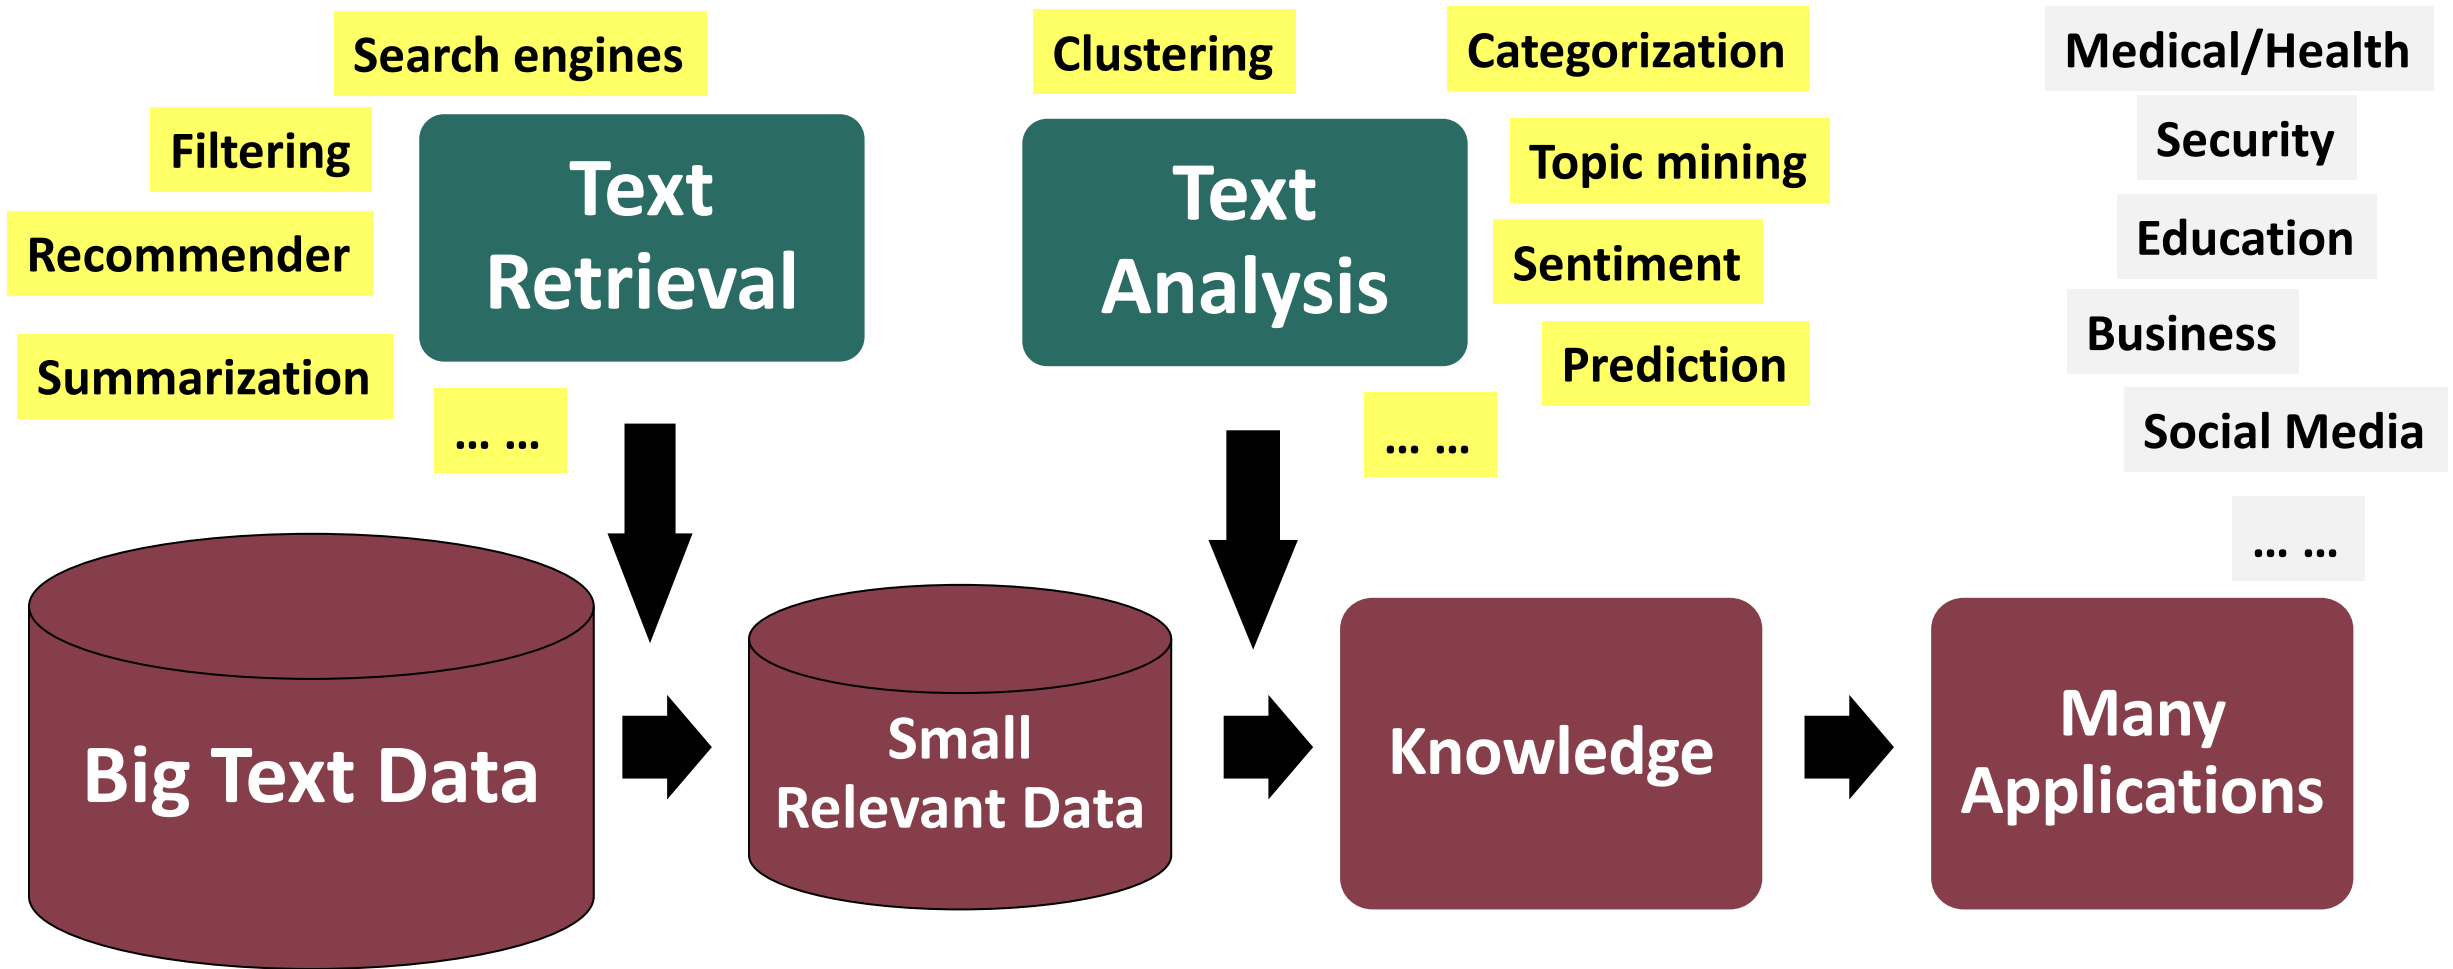 Search engines
Filtering
Recommender
Summarization
... ...
Text
Retrieval
Clustering
Categorization
Topic mining
Sentiment
Prediction
... ...
Text
Analysis
Medical/Health
Security
Education
Business
Social Media
... ...
Big Text Data
Small
Relevant Data
Knowledge
Many
Applications